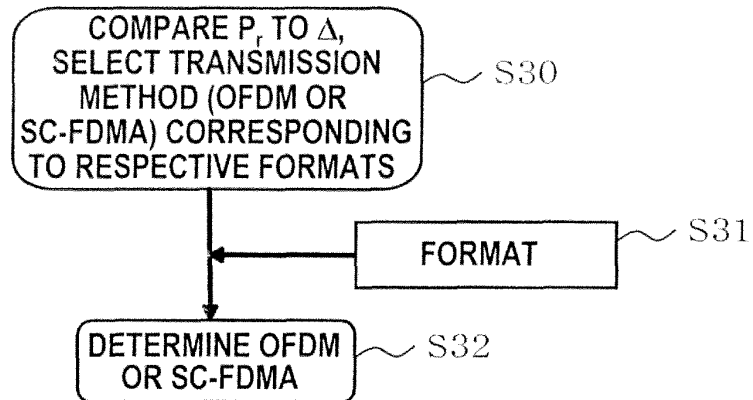 COMPARE Pr TO Δ,
SELECT TRANSMISSION
METHOD (OFDM OR
SC-FDMA) CORRESPONDING
TO RESPECTIVE FORMATS
S30
FORMAT
S31
DETERMINE OFDM
OR SC-FDMA
S32